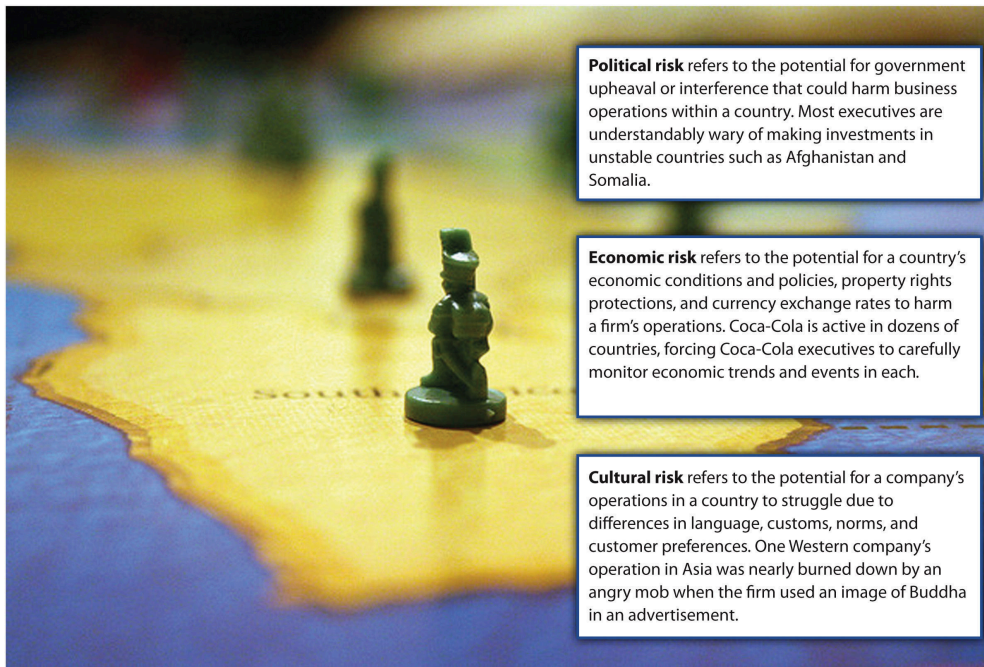 Political risk refers to the potential for government
upheaval or interference that could harm business
operations within a country. Most executives are
understandably wary of making investments in
unstable countries such as Afghanistan and
Somalia.
Economic risk refers to the potential for a country’s
economic conditions and policies, property rights
protections, and currency exchange rates to harm
a firm’s operations. Coca-Cola is active in dozens of
countries, forcing Coca-Cola executives to carefully
monitor economic trends and events in each.
Cultural risk refers to the potential for a company’s
operations in a country to struggle due to
differences in language, customs, norms, and
customer preferences. One Western company’s
operation in Asia was nearly burned down by an
angry mob when the firm used an image of Buddha
in an advertisement.
south